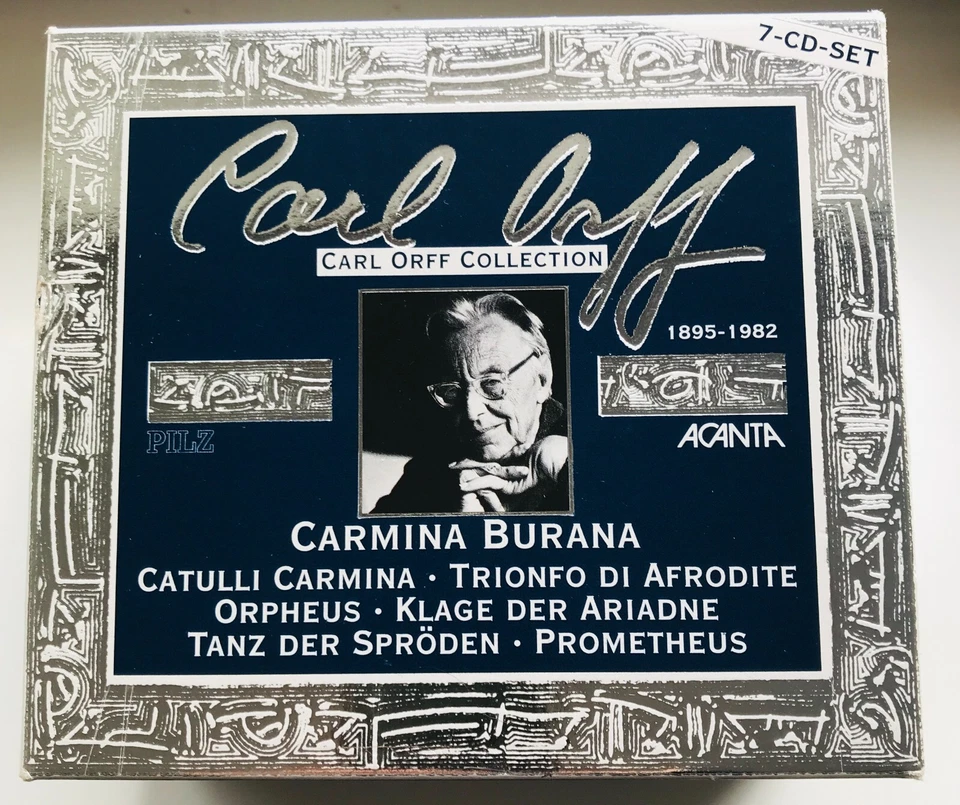 7-CD-SET
Carl Orff
CARL ORFF COLLECTION
1895-1982
PILZ
ACANTA
CARMINA BURANA
CATULLI CARMINA · TRIONFO DI AFRODITE
ORPHEUS · KLAGE DER ARIADNE
TANZ DER SPRÖDEN · PROMETHEUS